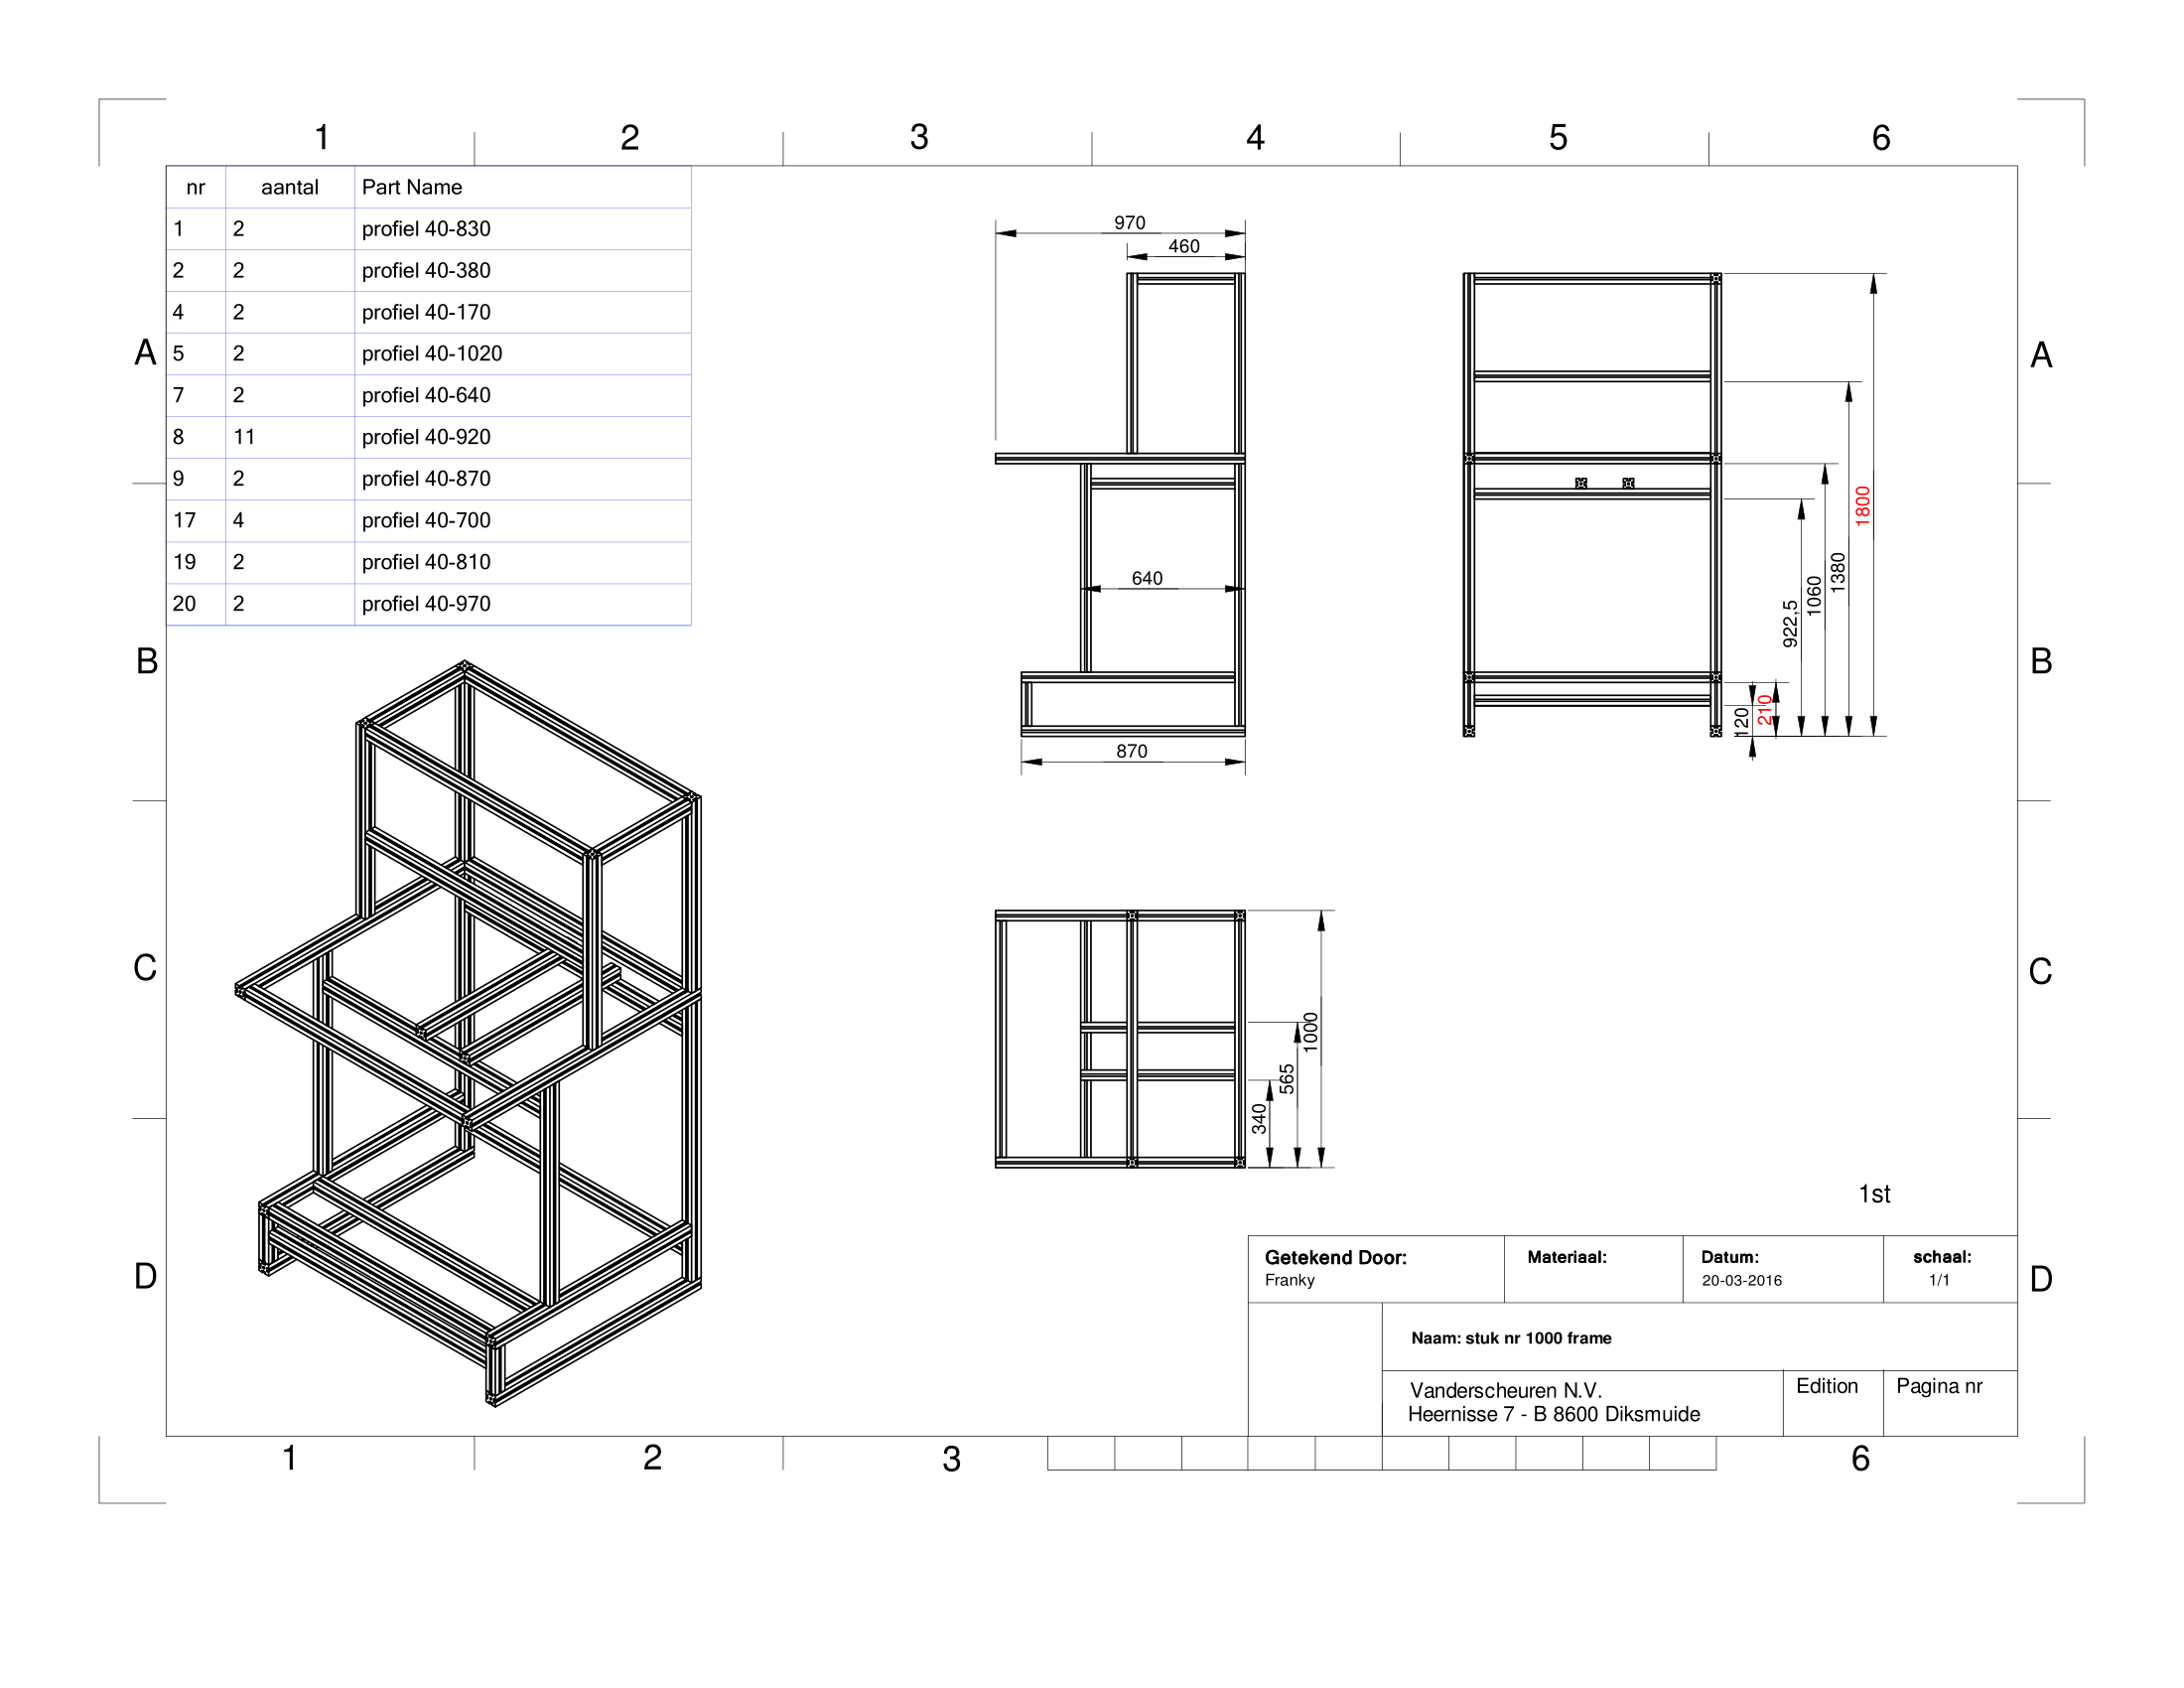 1 2 3 4 5 6
nr aantal Part Name
1 2 profiel 40-830
2 2 profiel 40-380
4 2 profiel 40-170
5 2 profiel 40-1020
7 2 profiel 40-640
8 11 profiel 40-920
9 2 profiel 40-870
17 4 profiel 40-700
19 2 profiel 40-810
20 2 profiel 40-970
A
B
C
D
970
460
640
870
1800
1380
1060
922,5
210
120
1000
565
340
A
B
C
D
1st
Getekend Door:
Franky
Materiaal:
Datum:
20-03-2016
schaal:
1/1
Naam: stuk nr 1000 frame
Vanderscheuren N.V.
Heernisse 7 - B 8600 Diksmuide
Edition
Pagina nr
1 2 3 6